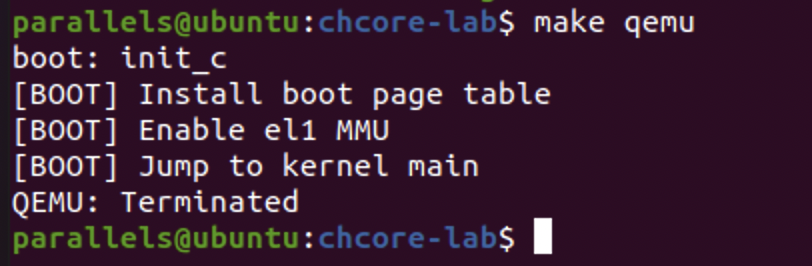 parallels@ubuntu:chcore-lab$ make qemu
boot: init_c
[BOOT] Install boot page table
[BOOT] Enable el1 MMU
[BOOT] Jump to kernel main
QEMU: Terminated
parallels@ubuntu:chcore-lab$